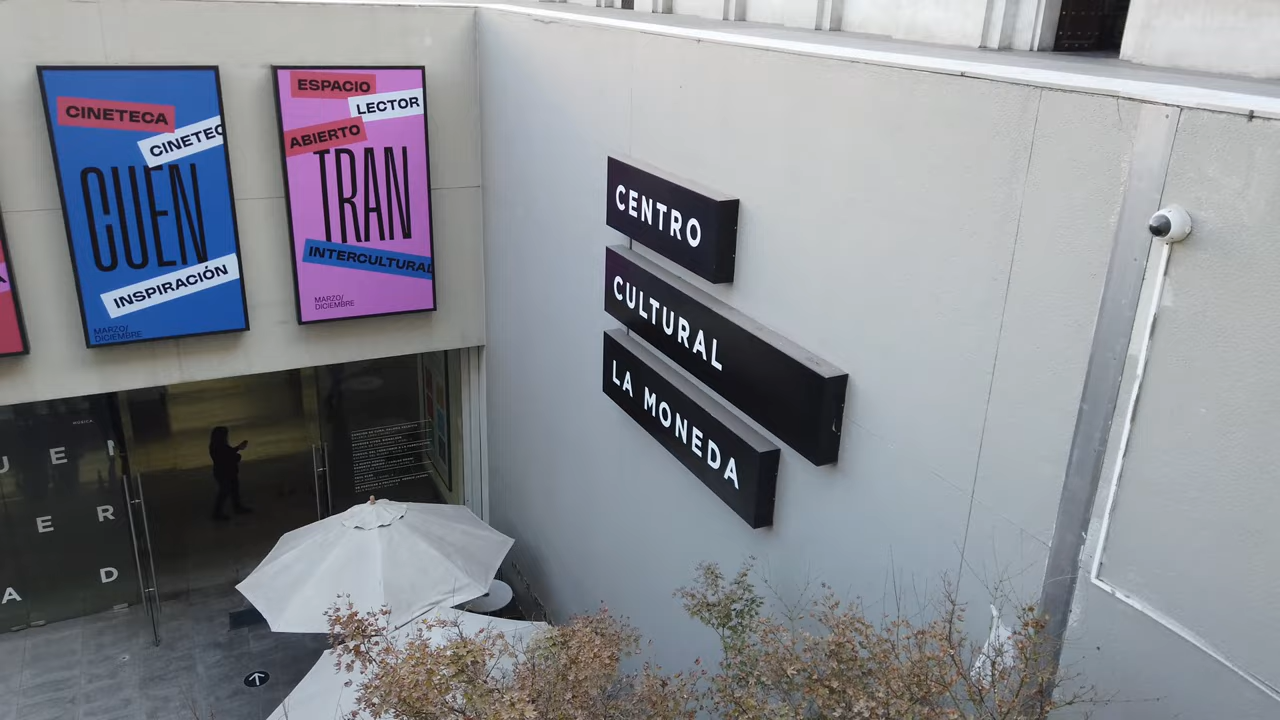 CINETECA
CINETEC
CUEN
INSPIRACIÓN
MARZO/
DICIEMBRE
ESPACIO
LECTOR
ABIERTO
TRAN
INTERCULTURAL
MARZO/
DICIEMBRE
CENTRO
CULTURAL
LA MONEDA
U E
E R
A D